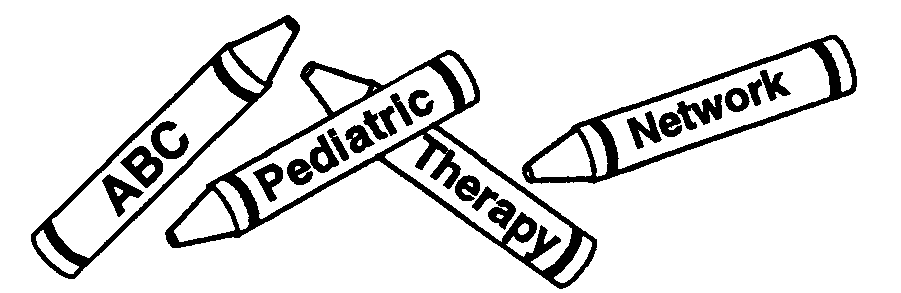 ABC
Pediatric
Therapy
Network